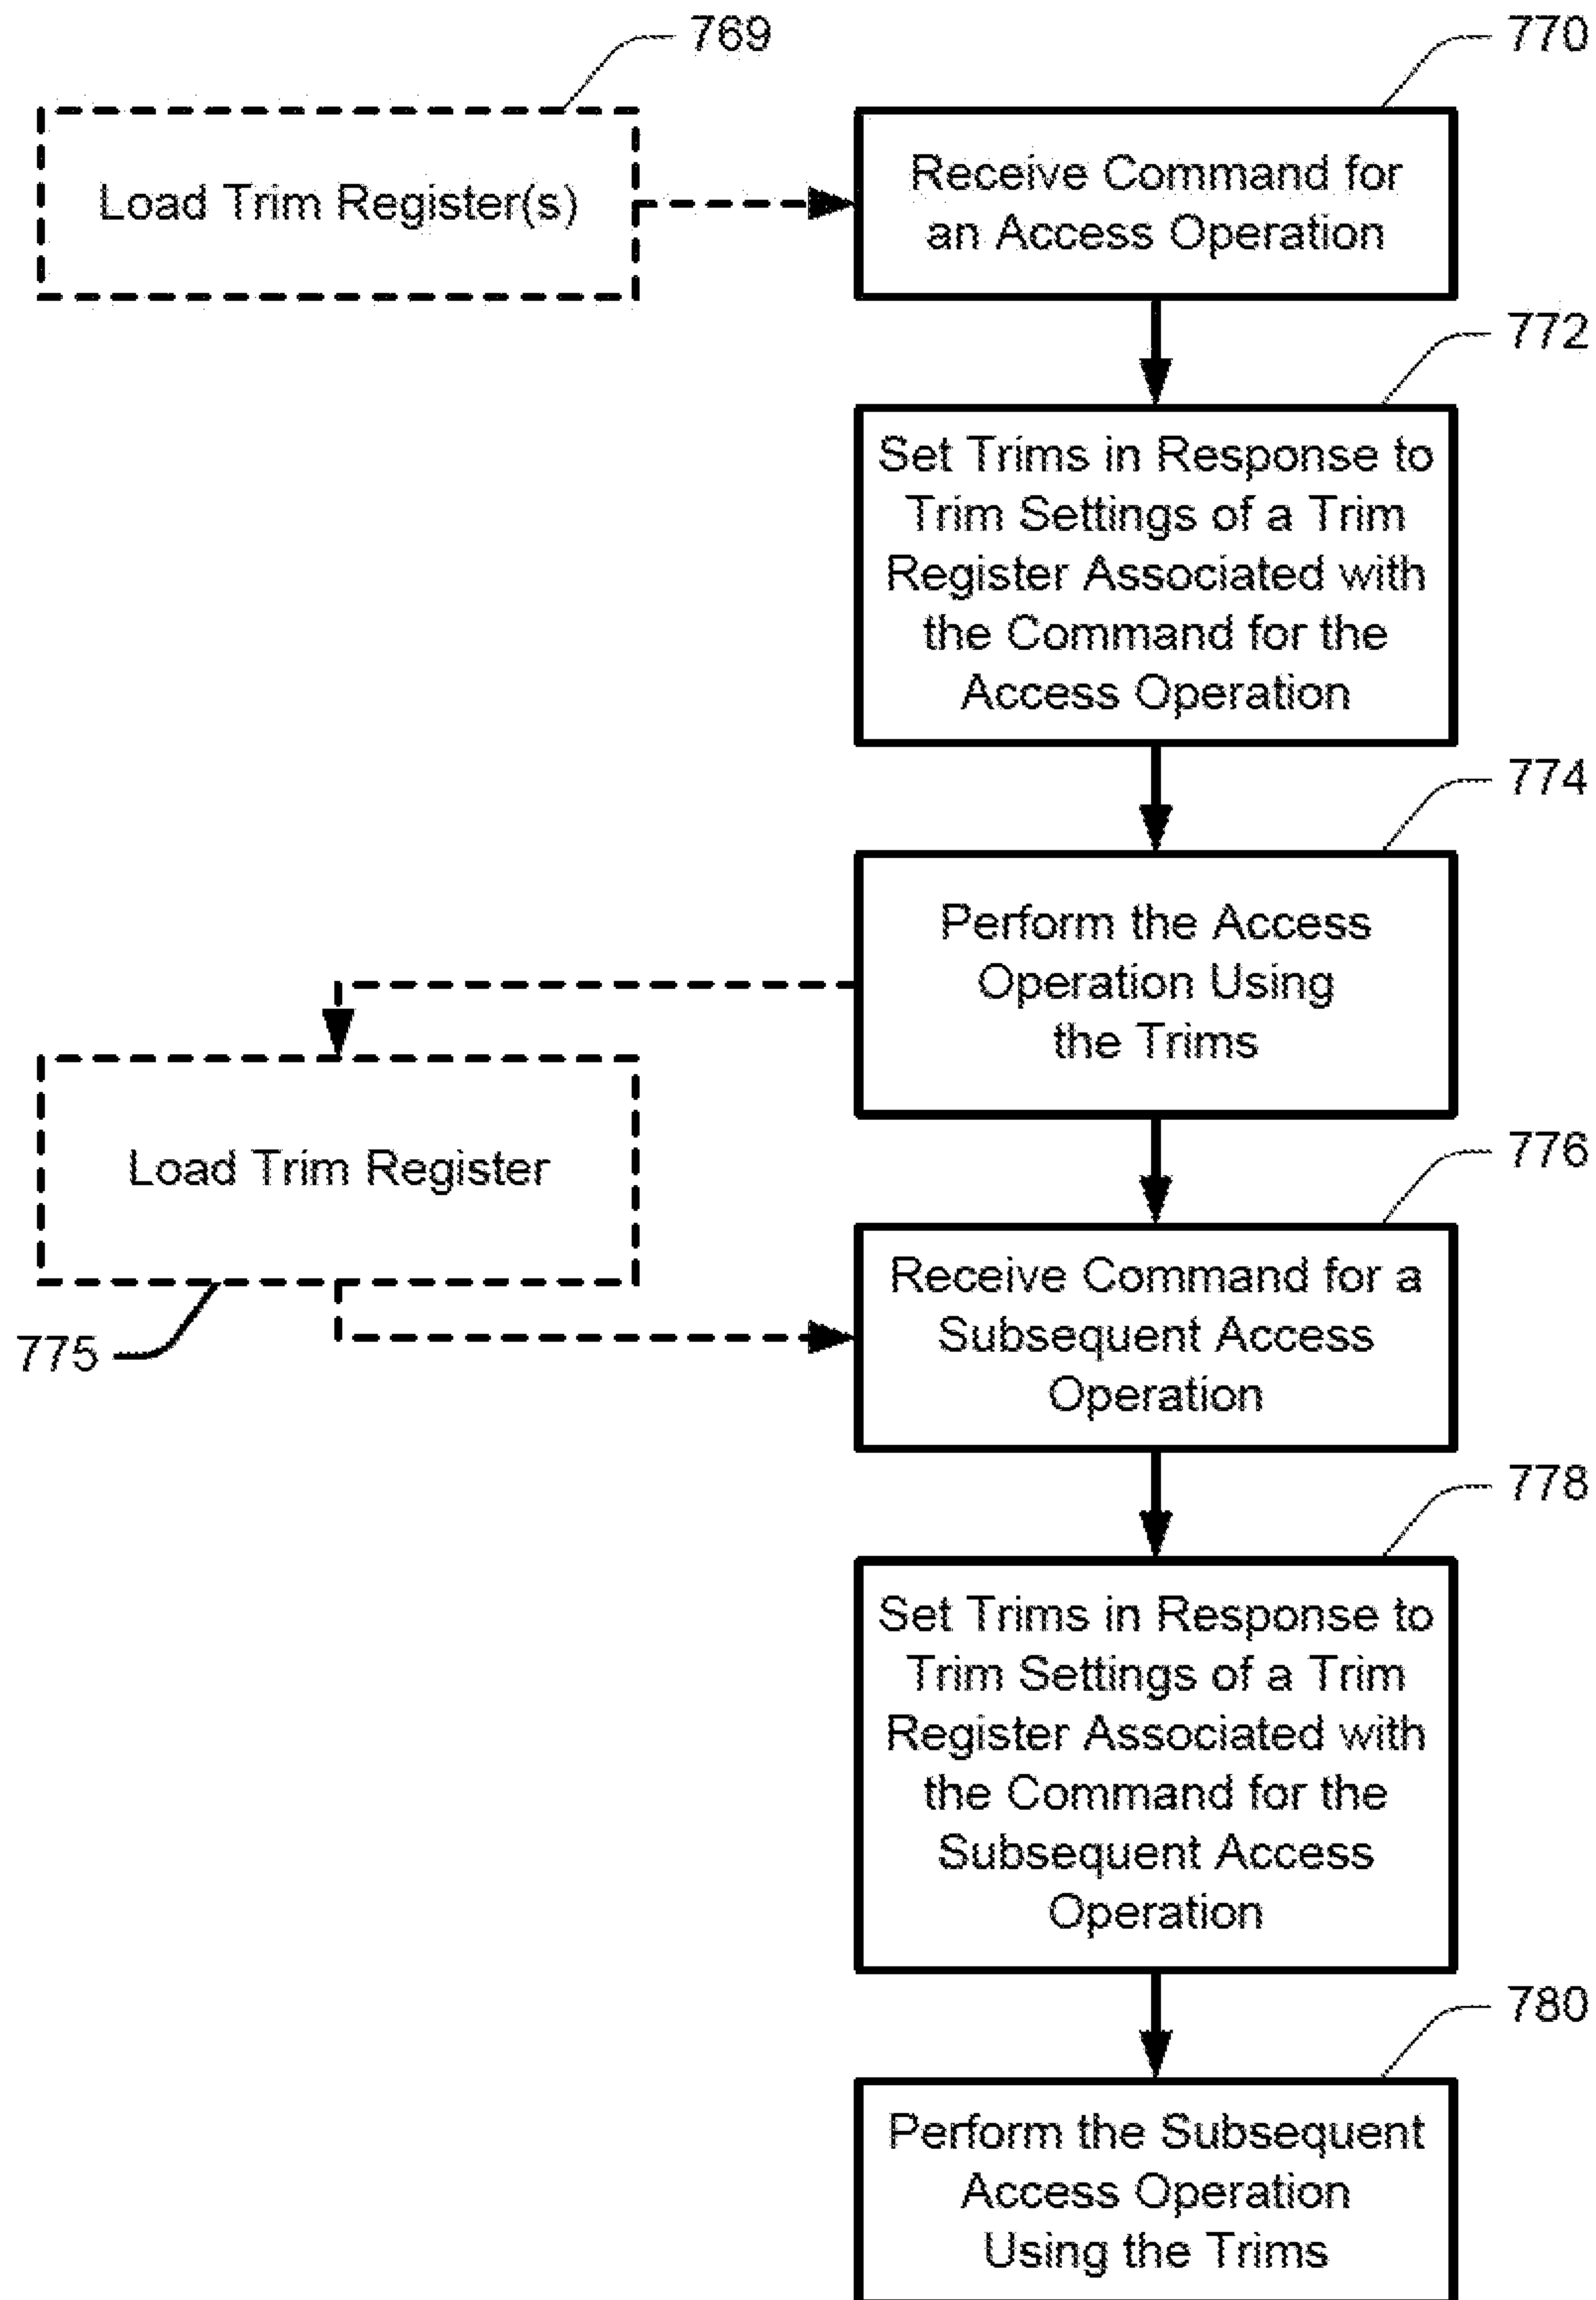 769
Load Trim Register(s)
770
Receive Command for
an Access Operation
772
Set Trims in Response to
Trim Settings of a Trim
Register Associated with
the Command for the
Access Operation
774
Perform the Access
Operation Using
the Trims
Load Trim Register
775
776
Receive Command for a
Subsequent Access
Operation
778
Set Trims in Response to
Trim Settings of a Trim
Register Associated with
the Command for the
Subsequent Access
Operation
780
Perform the Subsequent
Access Operation
Using the Trims